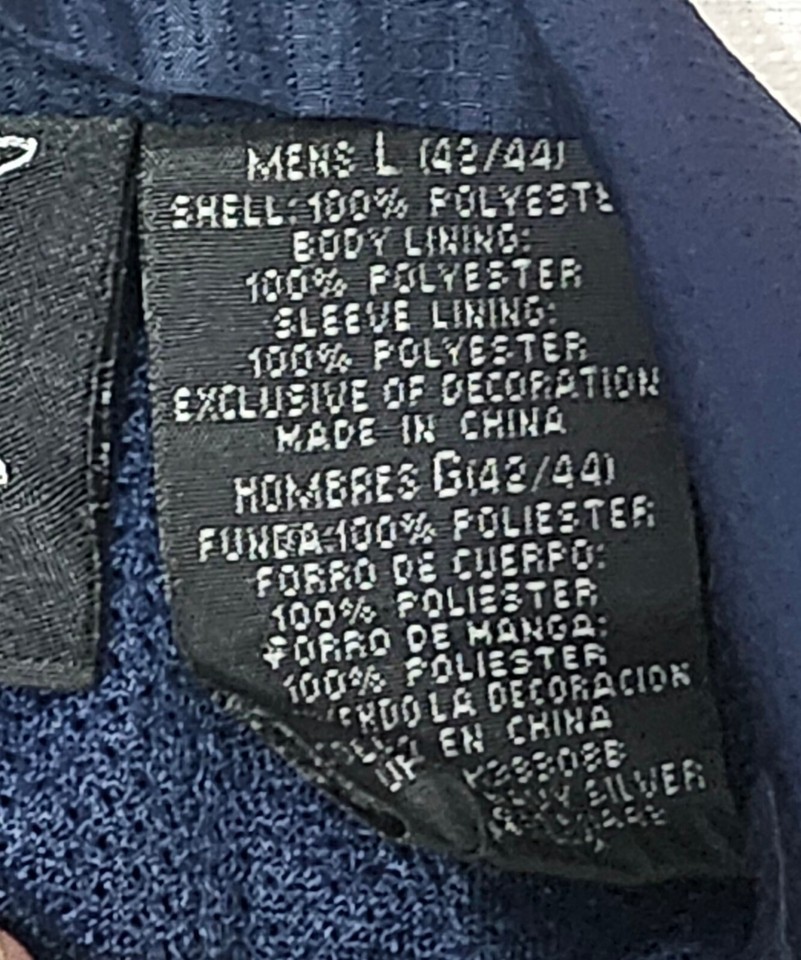 MENS L (42/44)
SHELL: 100% POLYESTE
BODY LINING:
100% POLYESTER
SLEEVE LINING:
100% POLYESTER
EXCLUSIVE OF DECORATION
MADE IN CHINA
HOMBRES G(42/44)
FUNDA:100% POLIESTER
FORRO DE CUERPO:
100% POLIESTER
FORRO DE MANGA:
100% POLIESTER
LA DECORACION
EN CHINA
SILVER